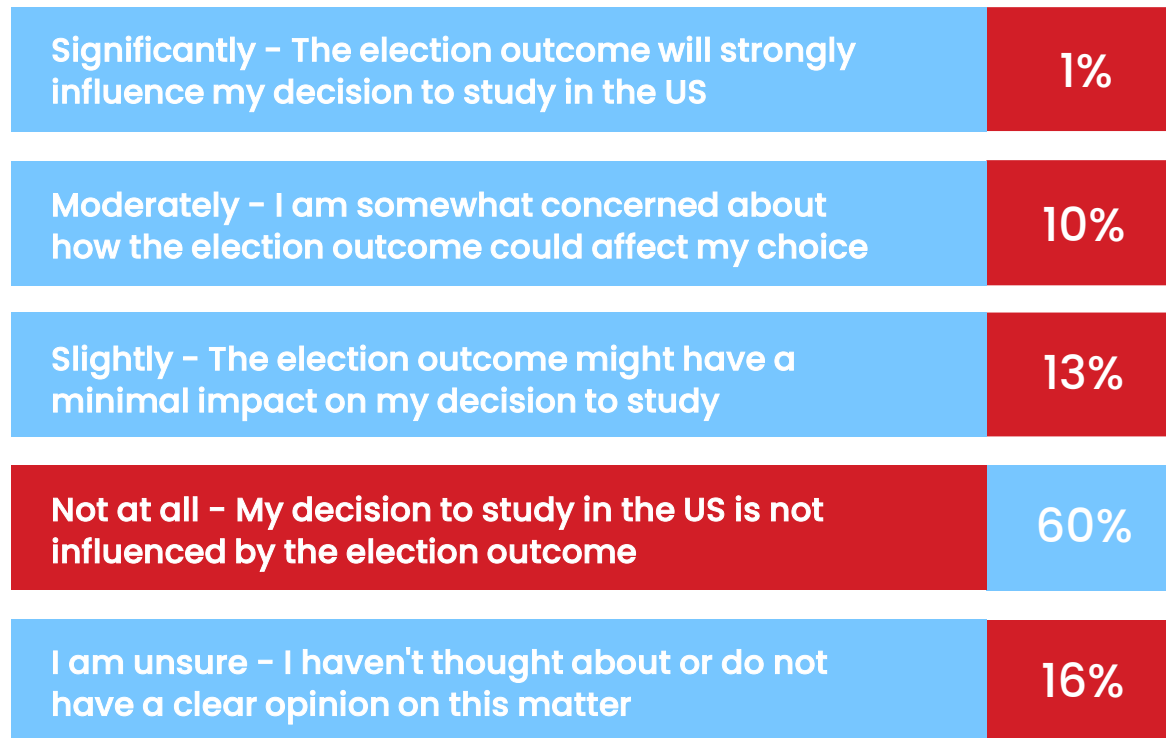 Significantly - The election outcome will strongly
influence my decision to study in the US
1%
Moderately - I am somewhat concerned about
how the election outcome could affect my choice
10%
Slightly - The election outcome might have a
minimal impact on my decision to study
13%
Not at all - My decision to study in the US is not
influenced by the election outcome
60%
I am unsure - I haven't thought about or do not
have a clear opinion on this matter
16%